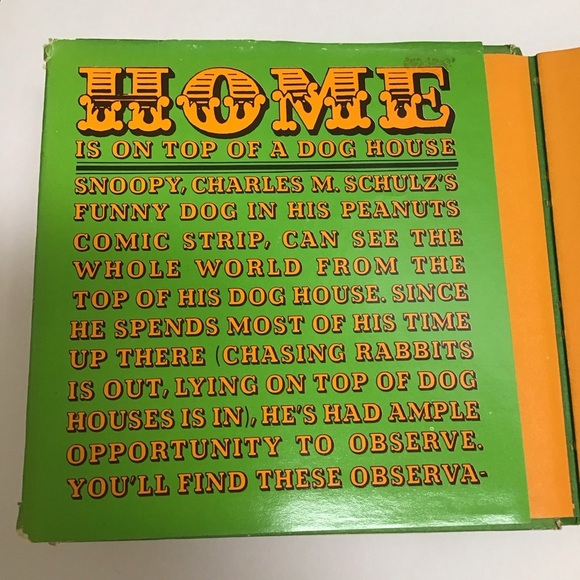 HOME
IS ON TOP OF A DOG HOUSE
SNOOPY, CHARLES M. SCHULZ'S
FUNNY DOG IN HIS PEANUTS
COMIC STRIP, CAN SEE THE
WHOLE WORLD FROM THE
TOP OF HIS DOG HOUSE. SINCE
HE SPENDS MOST OF HIS TIME
UP THERE (CHASING RABBITS
IS OUT, LYING ON TOP OF DOG
HOUSES IS IN), HE'S HAD AMPLE
OPPORTUNITY TO OBSERVE.
YOU'LL FIND THESE OBSERVA-